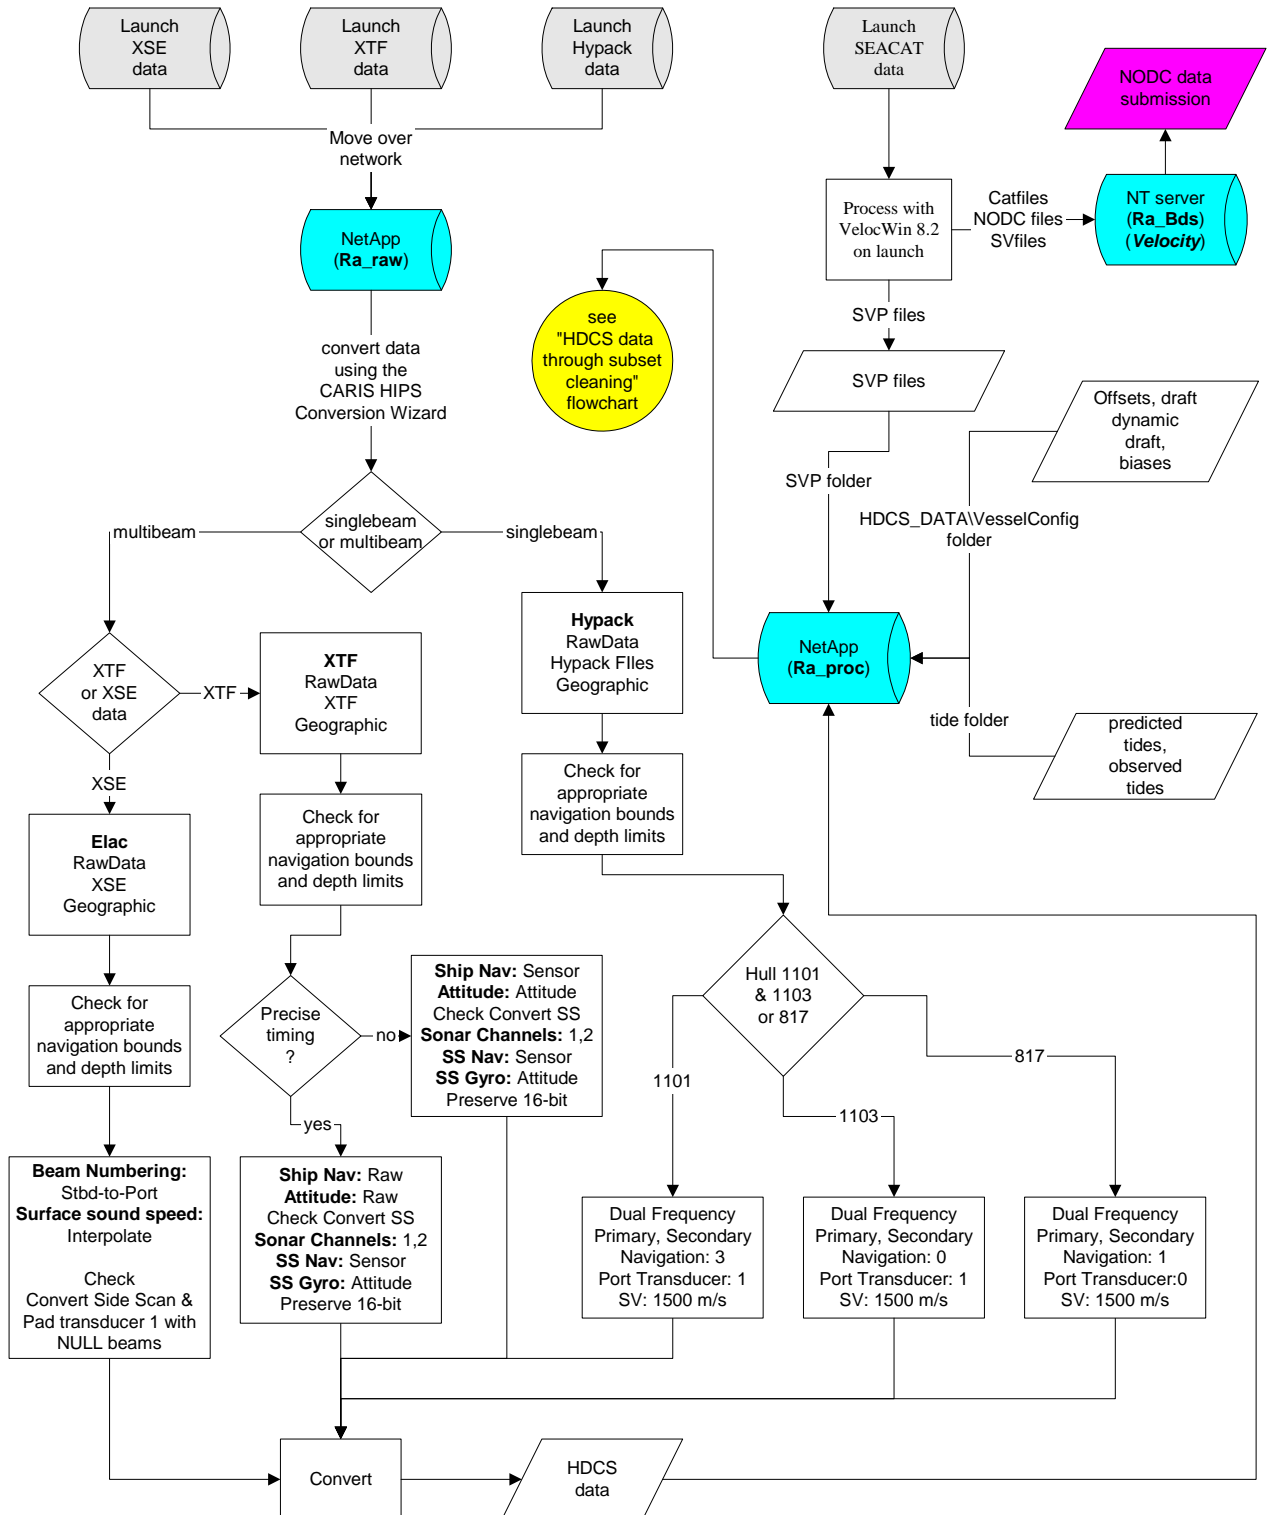 Launch
XSE
data
Launch
XTF
data
Launch
Hypack
data
Launch
SEACAT
data
NODC data
submission
Move over
network
Process with
VelocWin 8.2
on launch
Catfiles
NODC files
SVfiles
NT server
(Ra_Bds)
(Velocity)
NetApp
(Ra_raw)
SVP files
see
"HDCS data
through subset
cleaning"
flowchart
convert data
using the
CARIS HIPS
Conversion Wizard
SVP files
Offsets, draft
dynamic
draft,
biases
SVP folder
HDCS_DATA\VesselConfig
folder
multibeam
singlebeam
or multibeam
singlebeam
XTF
or XSE
data
XTF
XTF
RawData
XTF
Geographic
Hypack
RawData
Hypack FIles
Geographic
NetApp
(Ra_proc)
tide folder
predicted
tides,
observed
tides
XSE
Check for
appropriate
navigation bounds
and depth limits
Check for
appropriate
navigation bounds
and depth limits
Elac
RawData
XSE
Geographic
Hull 1101
& 1103
or 817
Precise
timing
?
no
Ship Nav: Sensor
Attitude: Attitude
Check Convert SS
Sonar Channels: 1,2
SS Nav: Sensor
SS Gyro: Attitude
Preserve 16-bit
Check for
appropriate
navigation bounds
and depth limits
1101
1103
817
yes
Beam Numbering:
Stbd-to-Port
Surface sound speed:
Interpolate
Check
Convert Side Scan &
Pad transducer 1 with
NULL beams
Ship Nav: Raw
Attitude: Raw
Check Convert SS
Sonar Channels: 1,2
SS Nav: Sensor
SS Gyro: Attitude
Preserve 16-bit
Dual Frequency
Primary, Secondary
Navigation: 3
Port Transducer: 1
SV: 1500 m/s
Dual Frequency
Primary, Secondary
Navigation: 0
Port Transducer: 1
SV: 1500 m/s
Dual Frequency
Primary, Secondary
Navigation: 1
Port Transducer:0
SV: 1500 m/s
Convert
HDCS
data